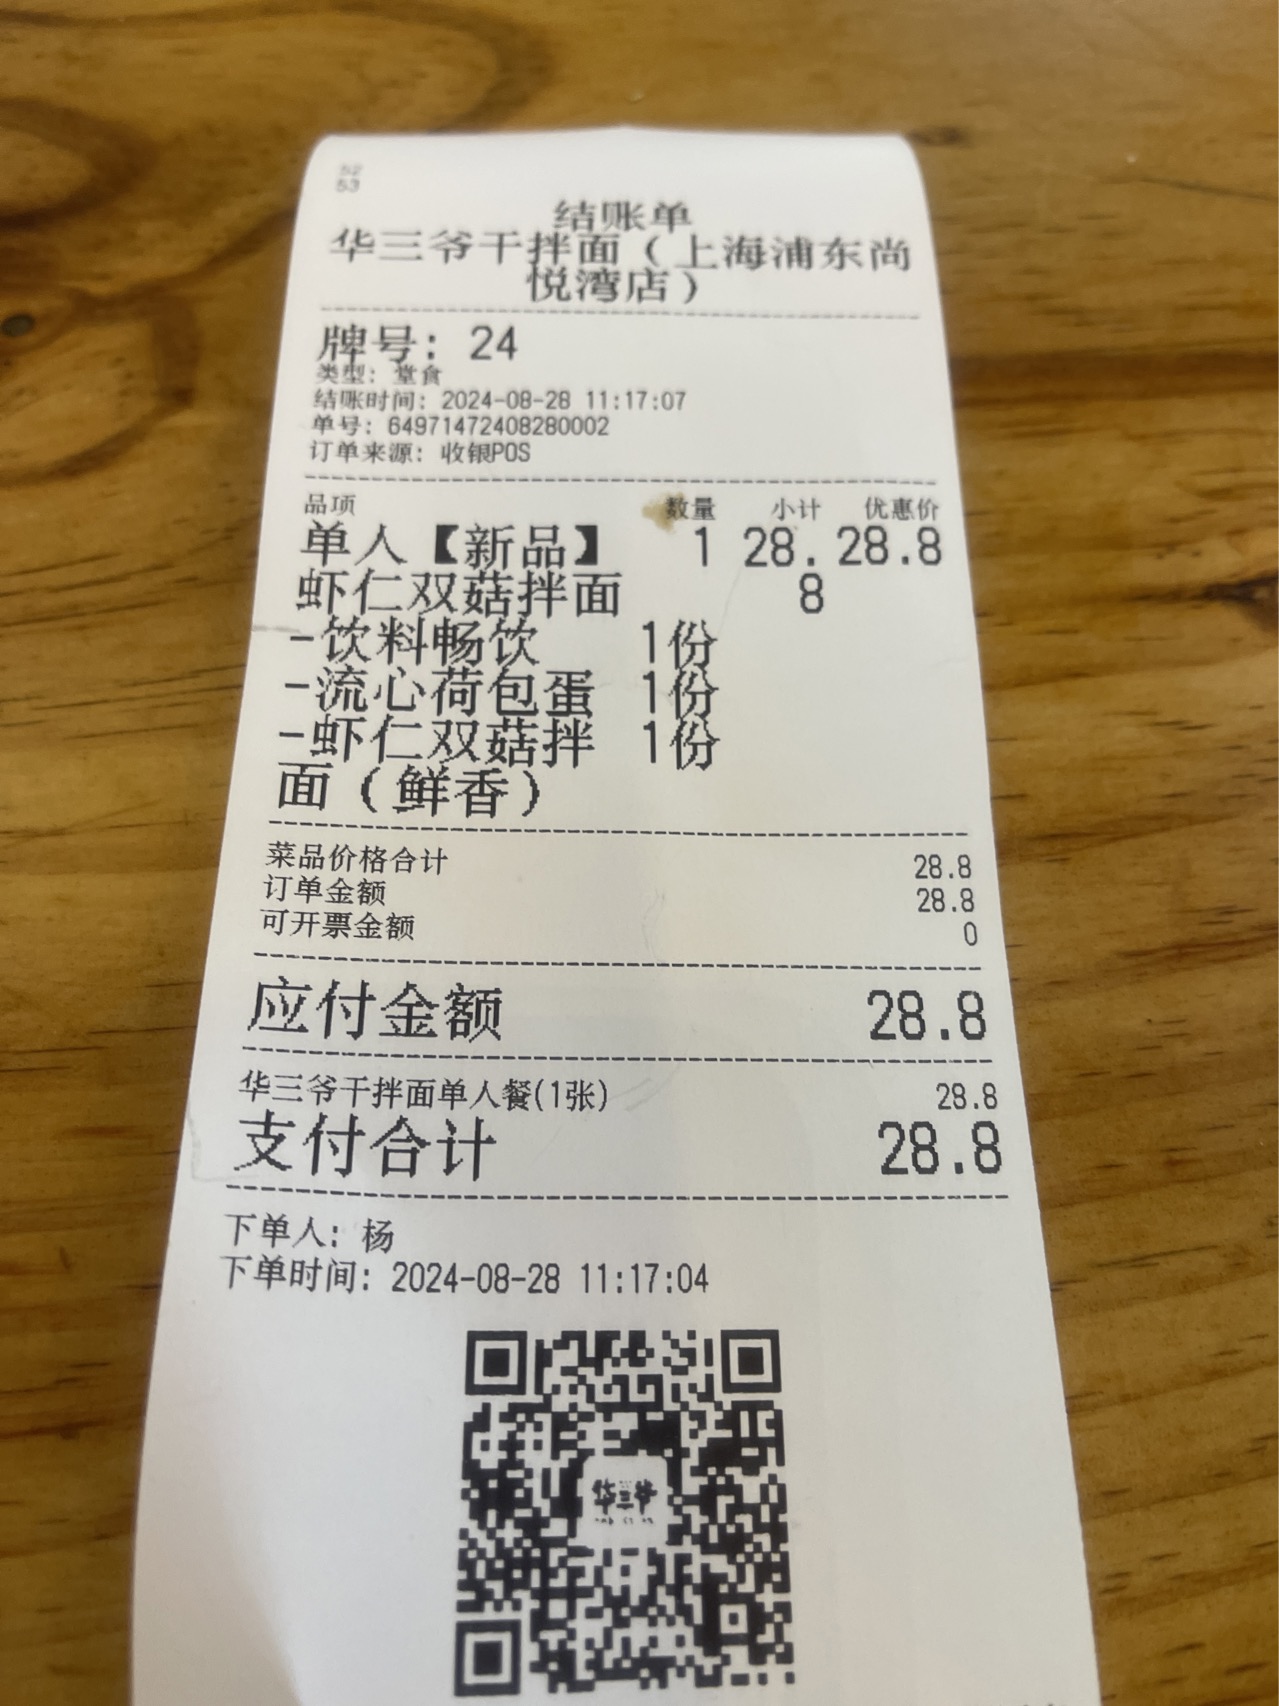 52
53
结账单
华三爷干拌面（上海浦东尚
悦湾店）
牌号：24
类型：堂食
结账时间：2024-08-28 11:17:07
单号：64971472408280002
订单来源：收银POS
品项 数量 小计 优惠价
单人【新品】 1 28. 28.8
虾仁双菇拌面 8
-饮料畅饮 1份
-流心荷包蛋 1份
-虾仁双菇拌 1份
面（鲜香）
菜品价格合计 28.8
订单金额 28.8
可开票金额 0
应付金额 28.8
华三爷干拌面单人餐(1张) 28.8
支付合计 28.8
下单人：杨
下单时间：2024-08-28 11:17:04
华三爷